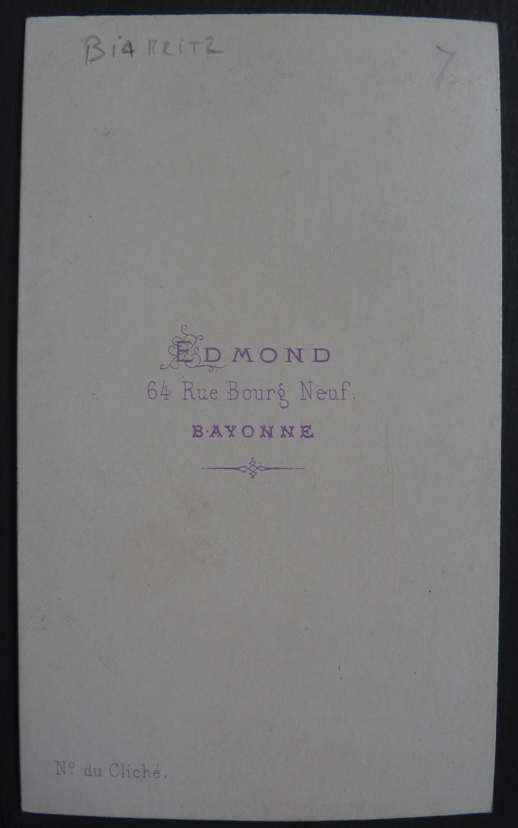 BIARRITZ 7
EDMOND
64 Rue Bourg Neuf.
BAYONNE
Nº du Cliché.